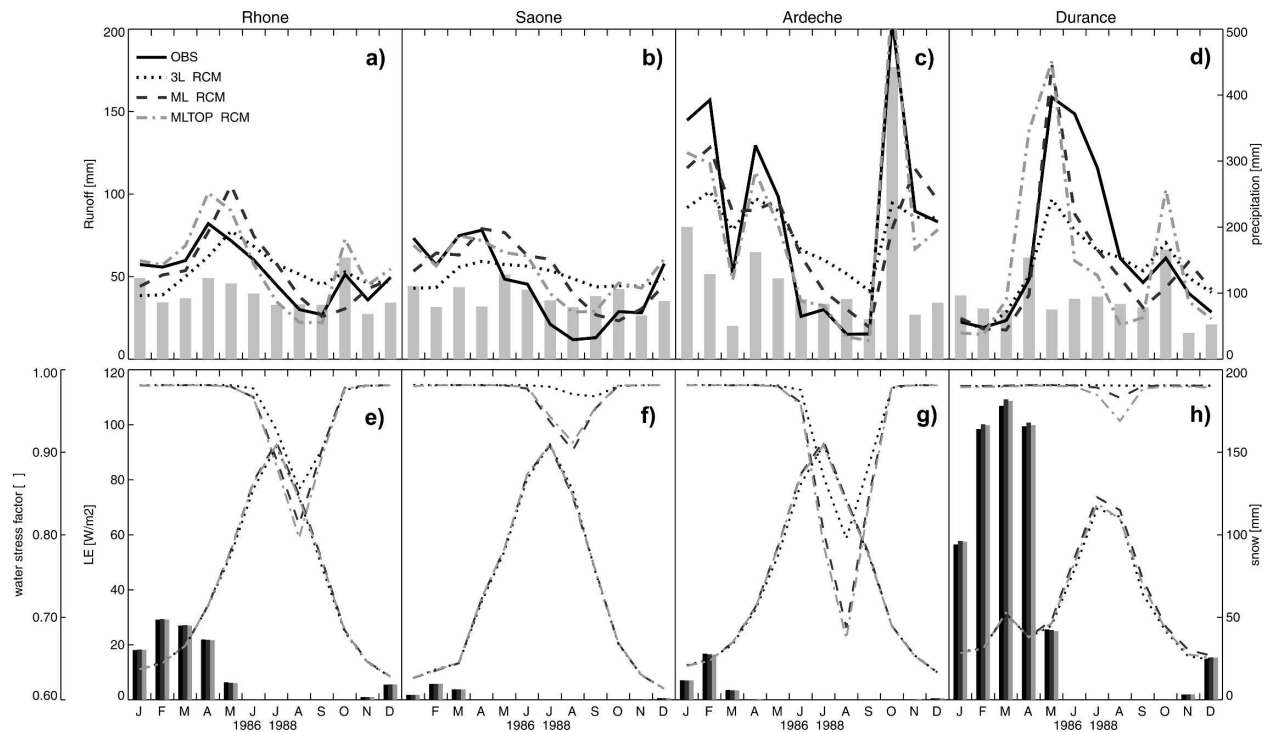 Rhone Saone Ardeche Durance
200 500
a) b) c) d)
OBS
3L RCM
ML RCM
MLTOP RCM
150 400
300
100
200
50
100
0 0
Runoff [mm]
precipitation [mm]
1.00 120 200
e) f) g) h)
100
150
0.90
80
60 100
0.80
40
50
0.70
20
0.60 0 0
water stress factor [ ]
LE [W/m2]
snow [mm]
J F M A M J J A S O N D F M A M J J A S O N D J F M A M J J A S O N D J F M A M J J A S O N D
1986 1988 1986 1988 1986 1988 1986 1988